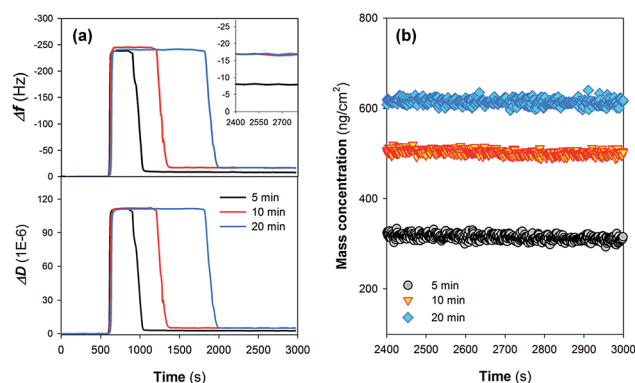 (a)
-300
-250
-200
-150
-100
-50
0
Δf (Hz)
-25
-20
-15
-10
-5
0
2400 2550 2700
120
90
60
30
0
ΔD (1E-6)
5 min
10 min
20 min
0 500 1000 1500 2000 2500 3000
Time (s)
(b)
800
600
400
200
Mass concentration (ng/cm²)
5 min
10 min
20 min
2400 2500 2600 2700 2800 2900 3000
Time (s)